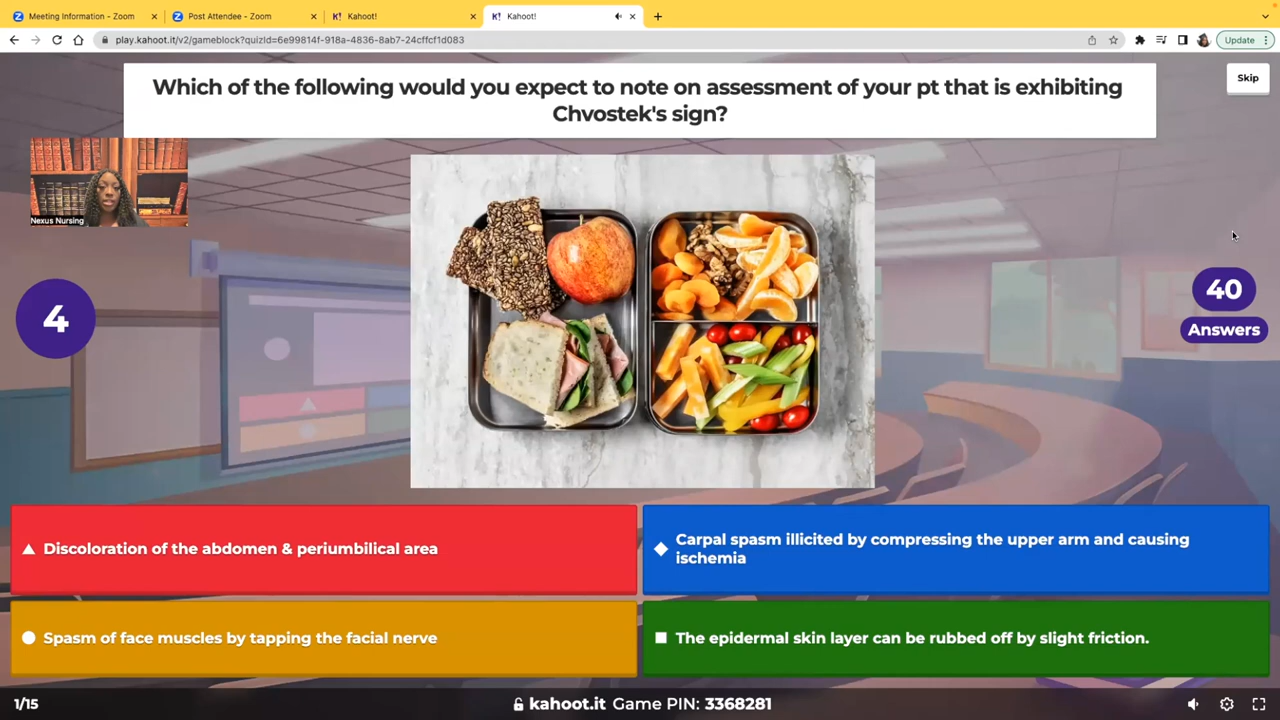 Meeting Information - Zoom
Post Attendee - Zoom
K! Kahoot!
K! Kahoot!
play.kahoot.it/v2/gameblock?quizId=6e99814f-918a-4836-8ab7-24cffcf1d083
Update
Which of the following would you expect to note on assessment of your pt that is exhibiting
Chvostek's sign?
Skip
Nexus Nursing
4
40
Answers
Discoloration of the abdomen & periumbilical area
Carpal spasm illicited by compressing the upper arm and causing
ischemia
Spasm of face muscles by tapping the facial nerve
The epidermal skin layer can be rubbed off by slight friction.
1/15
kahoot.it Game PIN: 3368281